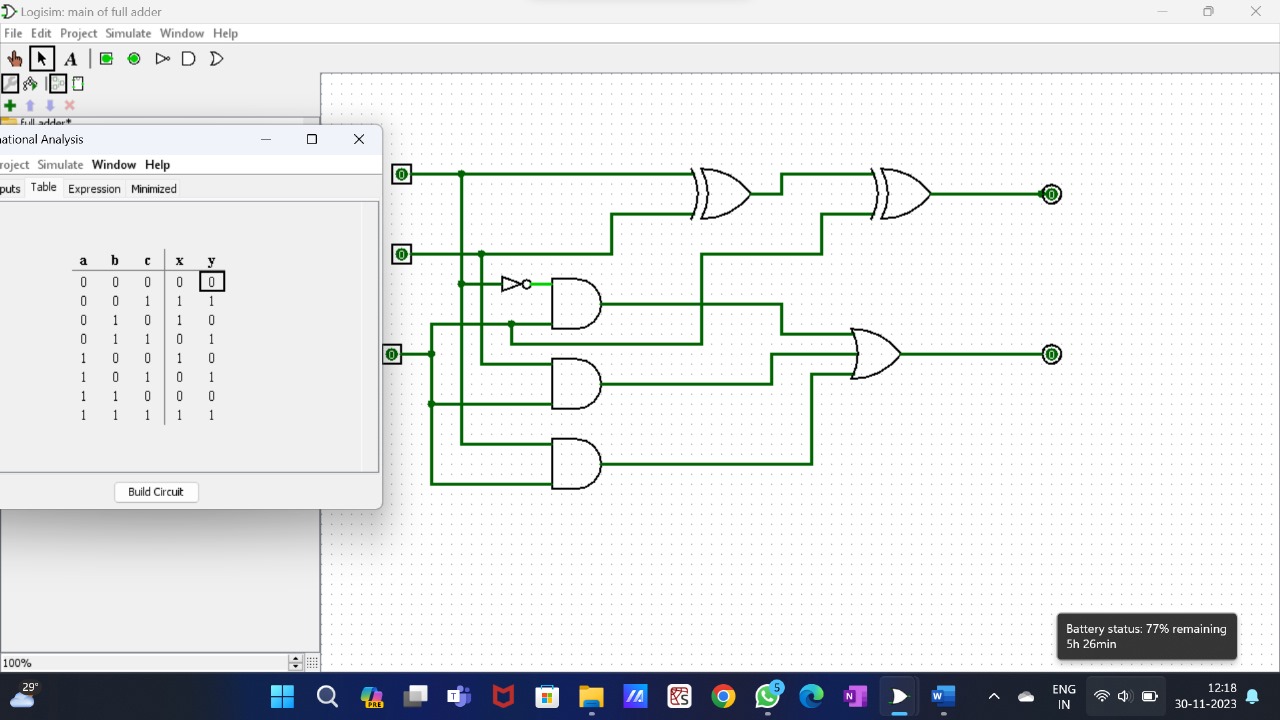 Logisim: main of full adder
File Edit Project Simulate Window Help
A
full adder*
national Analysis
roject Simulate Window Help
puts Table Expression Minimized
a b c x y
0 0 0 0 0
0 0 1 1 1
0 1 0 1 0
0 1 1 0 1
1 0 0 1 0
1 0 1 0 1
1 1 0 0 0
1 1 1 1 1
Build Circuit
0
0
0
0
0
100%
Battery status: 77% remaining
5h 26min
29°
PRE
5
ENG
IN
12:18
30-11-2023